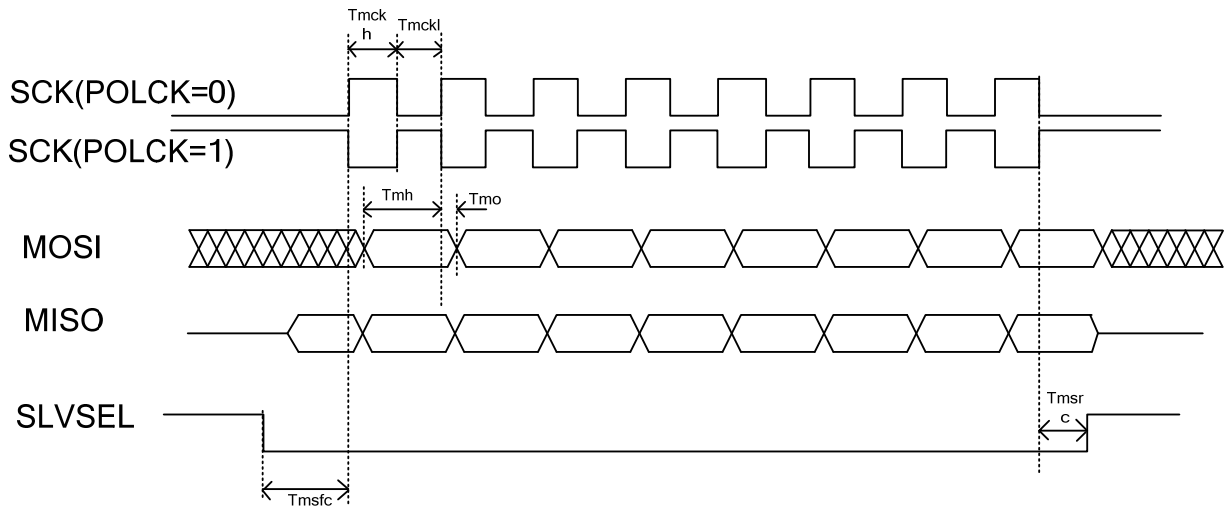 Tmck
h
Tmckl
SCK(POLCK=0)
SCK(POLCK=1)
Tmh
Tmo
MOSI
MISO
SLVSEL
Tmsr
c
Tmsfc